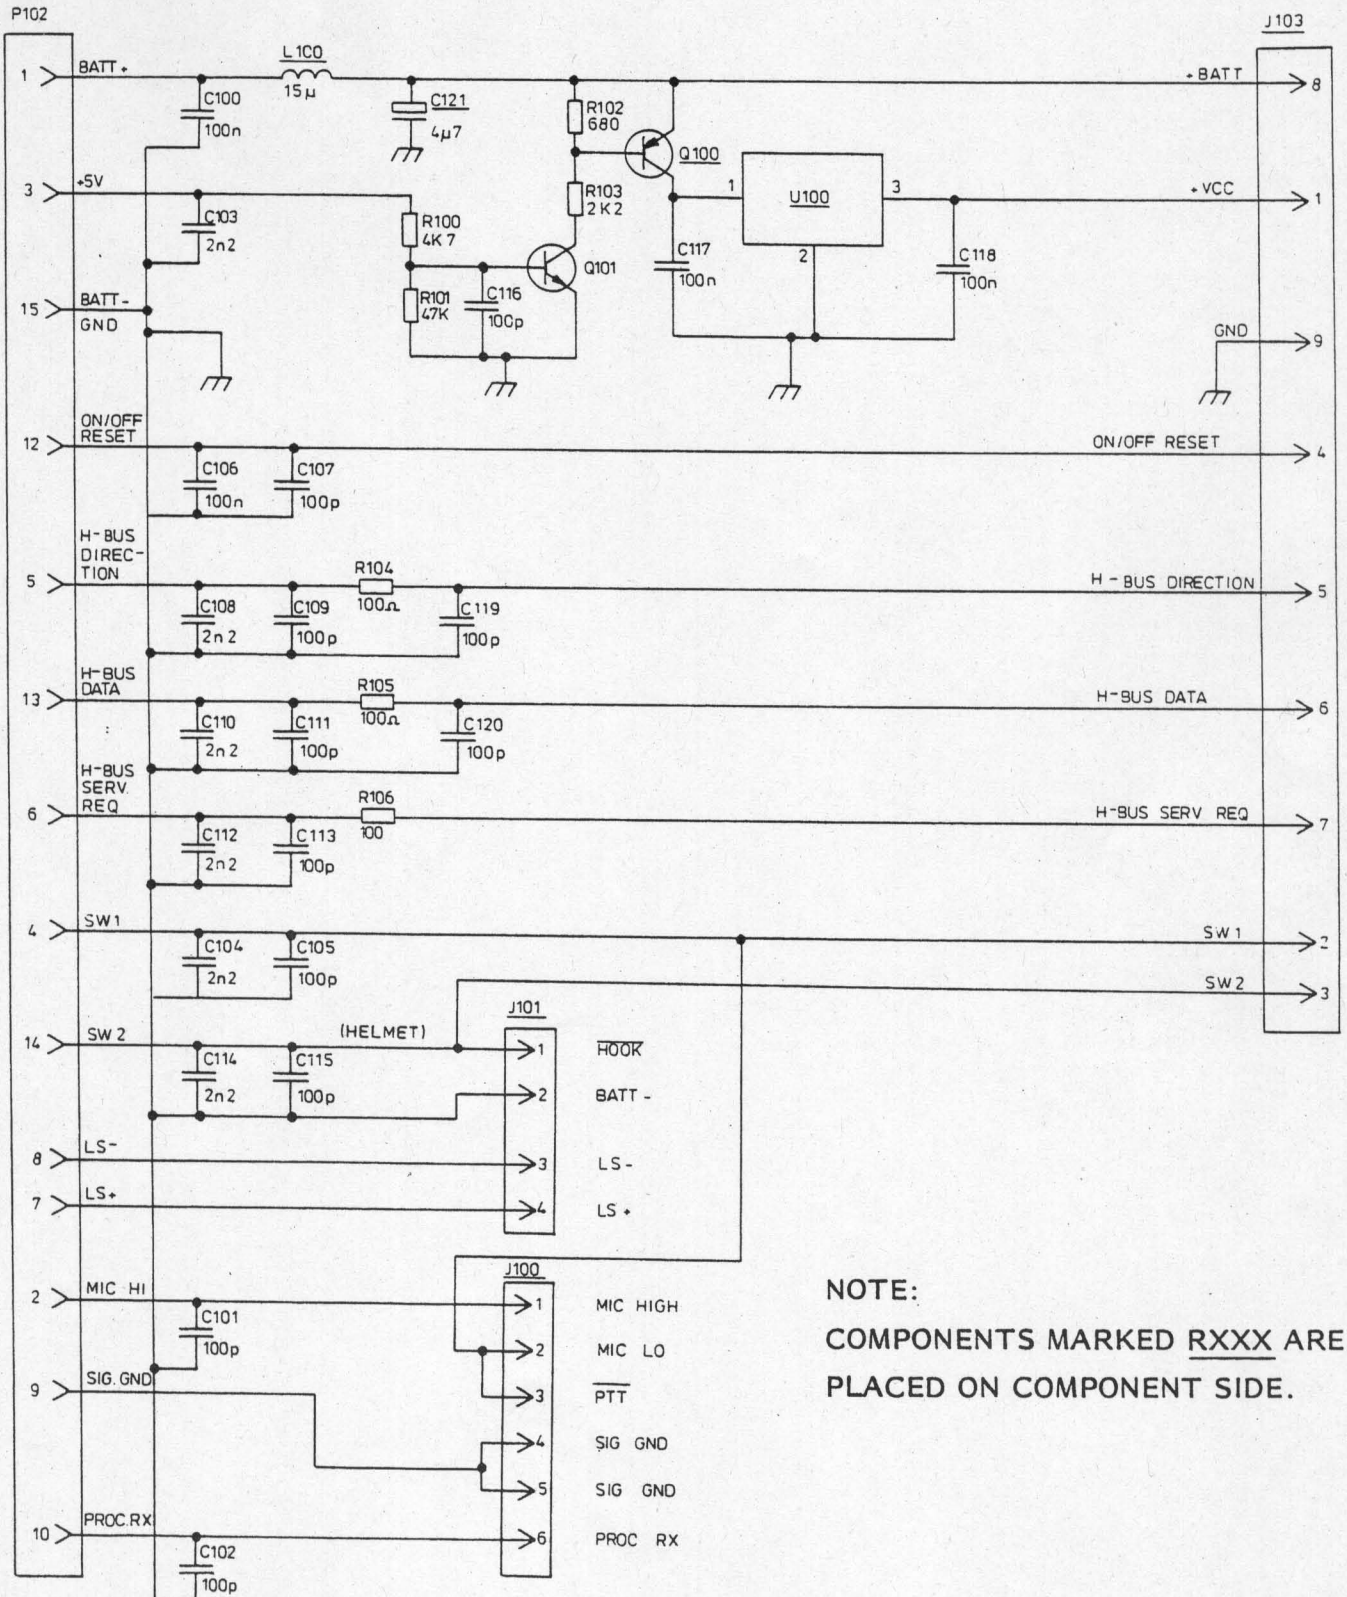 P102
J103
1
BATT+
L100
15µ
C100
100n
C121
4µ7
R102
680
Q100
+BATT
8
3
+5V
C103
2n2
R100
4K7
R103
2K2
Q101
1
U100
3
2
+VCC
1
C117
100n
C118
100n
R101
47K
C116
100p
15
BATT-
GND
GND
9
12
ON/OFF
RESET
C106
100n
C107
100p
ON/OFF RESET
4
H-BUS
DIREC-
TION
5
C108
2n2
C109
100p
R104
100Ω
C119
100p
H-BUS DIRECTION
5
H-BUS
DATA
13
C110
2n2
C111
100p
R105
100Ω
C120
100p
H-BUS DATA
6
H-BUS
SERV.
REQ
6
C112
2n2
C113
100p
R106
100
H-BUS SERV REQ
7
4
SW1
C104
2n2
C105
100p
SW1
2
SW2
3
14
SW2
(HELMET)
C114
2n2
C115
100p
J101
1
HOOK
2
BATT -
8
LS-
3
LS-
7
LS+
4
LS+
J100
2
MIC HI
C101
100p
1
MIC HIGH
2
MIC LO
3
PTT
9
SIG. GND
4
SIG GND
5
SIG GND
10
PROC.RX
C102
100p
6
PROC RX
NOTE:
COMPONENTS MARKED RXXX ARE
PLACED ON COMPONENT SIDE.